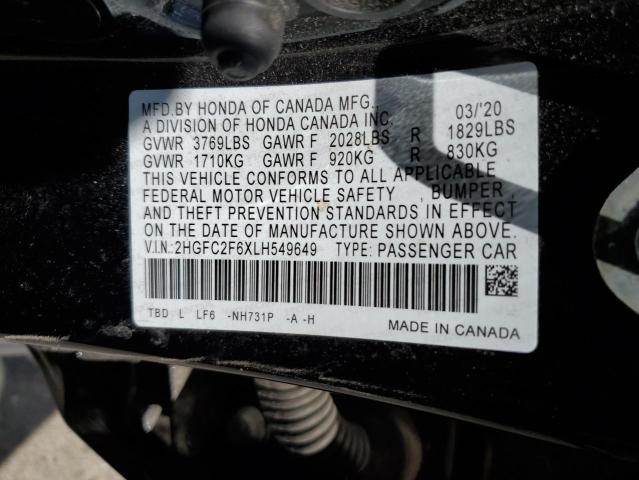 MFD.BY HONDA OF CANADA MFG., 03/'20
A DIVISION OF HONDA CANADA INC.
GVWR 3769LBS GAWR F 2028LBS R 1829LBS
GVWR 1710KG GAWR F 920KG R 830KG
THIS VEHICLE CONFORMS TO ALL APPLICABLE
FEDERAL MOTOR VEHICLE SAFETY , BUMPER
AND THEFT PREVENTION STANDARDS IN EFFECT
ON THE DATE OF MANUFACTURE SHOWN ABOVE.
V.I.N.:2HGFC2F6XLH549649 TYPE: PASSENGER CAR
TBD L LF6 -NH731P -A -H
MADE IN CANADA